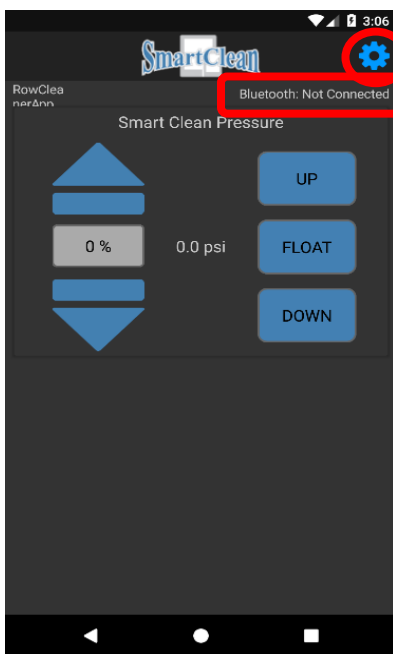 3:06
SmartClean
RowClea
nerApp
Bluetooth: Not Connected
Smart Clean Pressure
UP
0 %
0.0 psi
FLOAT
DOWN